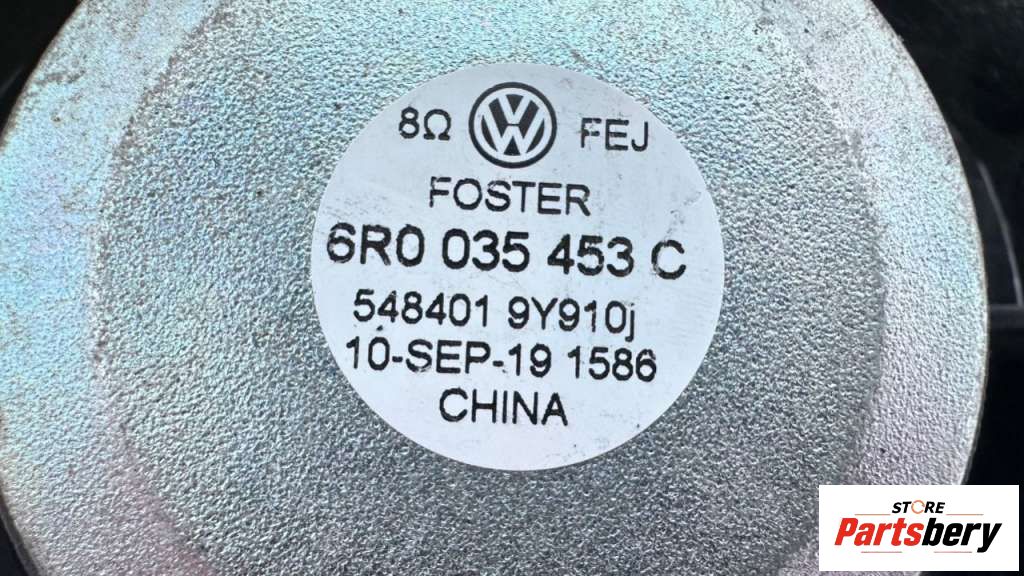 8Ω FEJ
FOSTER
6R0 035 453 C
548401 9Y910j
10-SEP-19 1586
CHINA
STORE
Partsbery